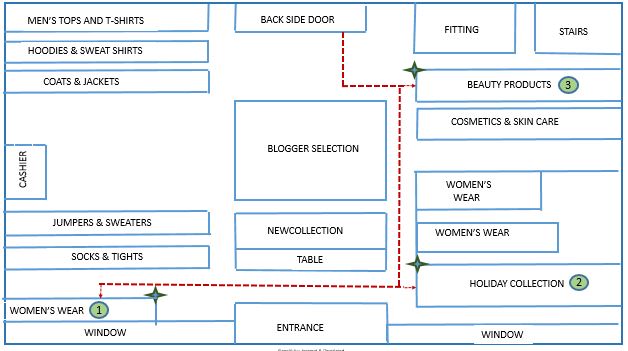 MEN'S TOPS AND T-SHIRTS
BACK SIDE DOOR
FITTING
STAIRS
HOODIES & SWEAT SHIRTS
COATS & JACKETS
BEAUTY PRODUCTS 3
COSMETICS & SKIN CARE
BLOGGER SELECTION
CASHIER
WOMEN'S
WEAR
JUMPERS & SWEATERS
NEWCOLLECTION
WOMEN'S WEAR
SOCKS & TIGHTS
TABLE
HOLIDAY COLLECTION 2
WOMEN'S WEAR 1
WINDOW
ENTRANCE
WINDOW